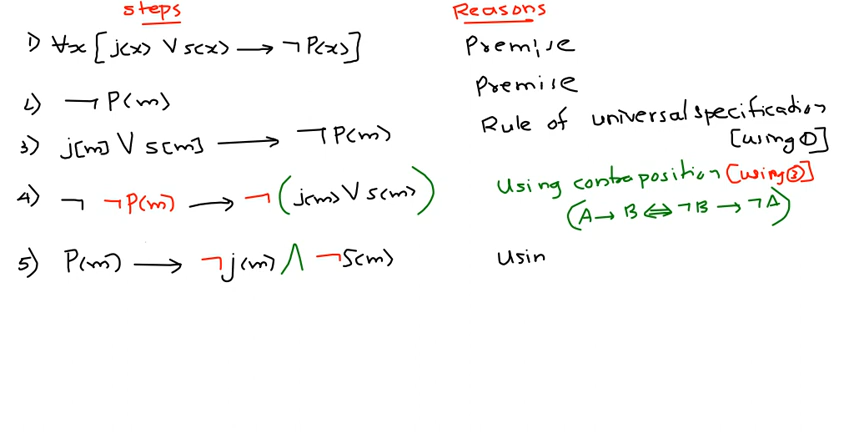 Steps Reasons
1) ∀x [j(x) ∨ s(x) → ¬P(x)] Premise
2) ¬P(m) Premise
3) j[m] ∨ s[m] → ¬P(m) Rule of universal specification
[using ①]
4) ¬ ¬P(m) → ¬(j(m) ∨ s(m)) Using contraposition [using ③]
(A → B ⇔ ¬B → ¬A)
5) P(m) → ¬j(m) ∧ ¬S(m) Usin